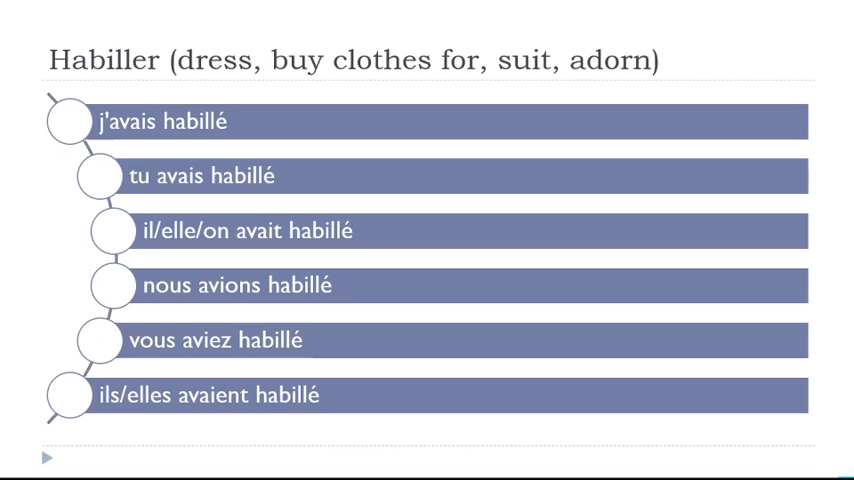 Habiller (dress, buy clothes for, suit, adorn)
j'avais habillé
tu avais habillé
il/elle/on avait habillé
nous avions habillé
vous aviez habillé
ils/elles avaient habillé